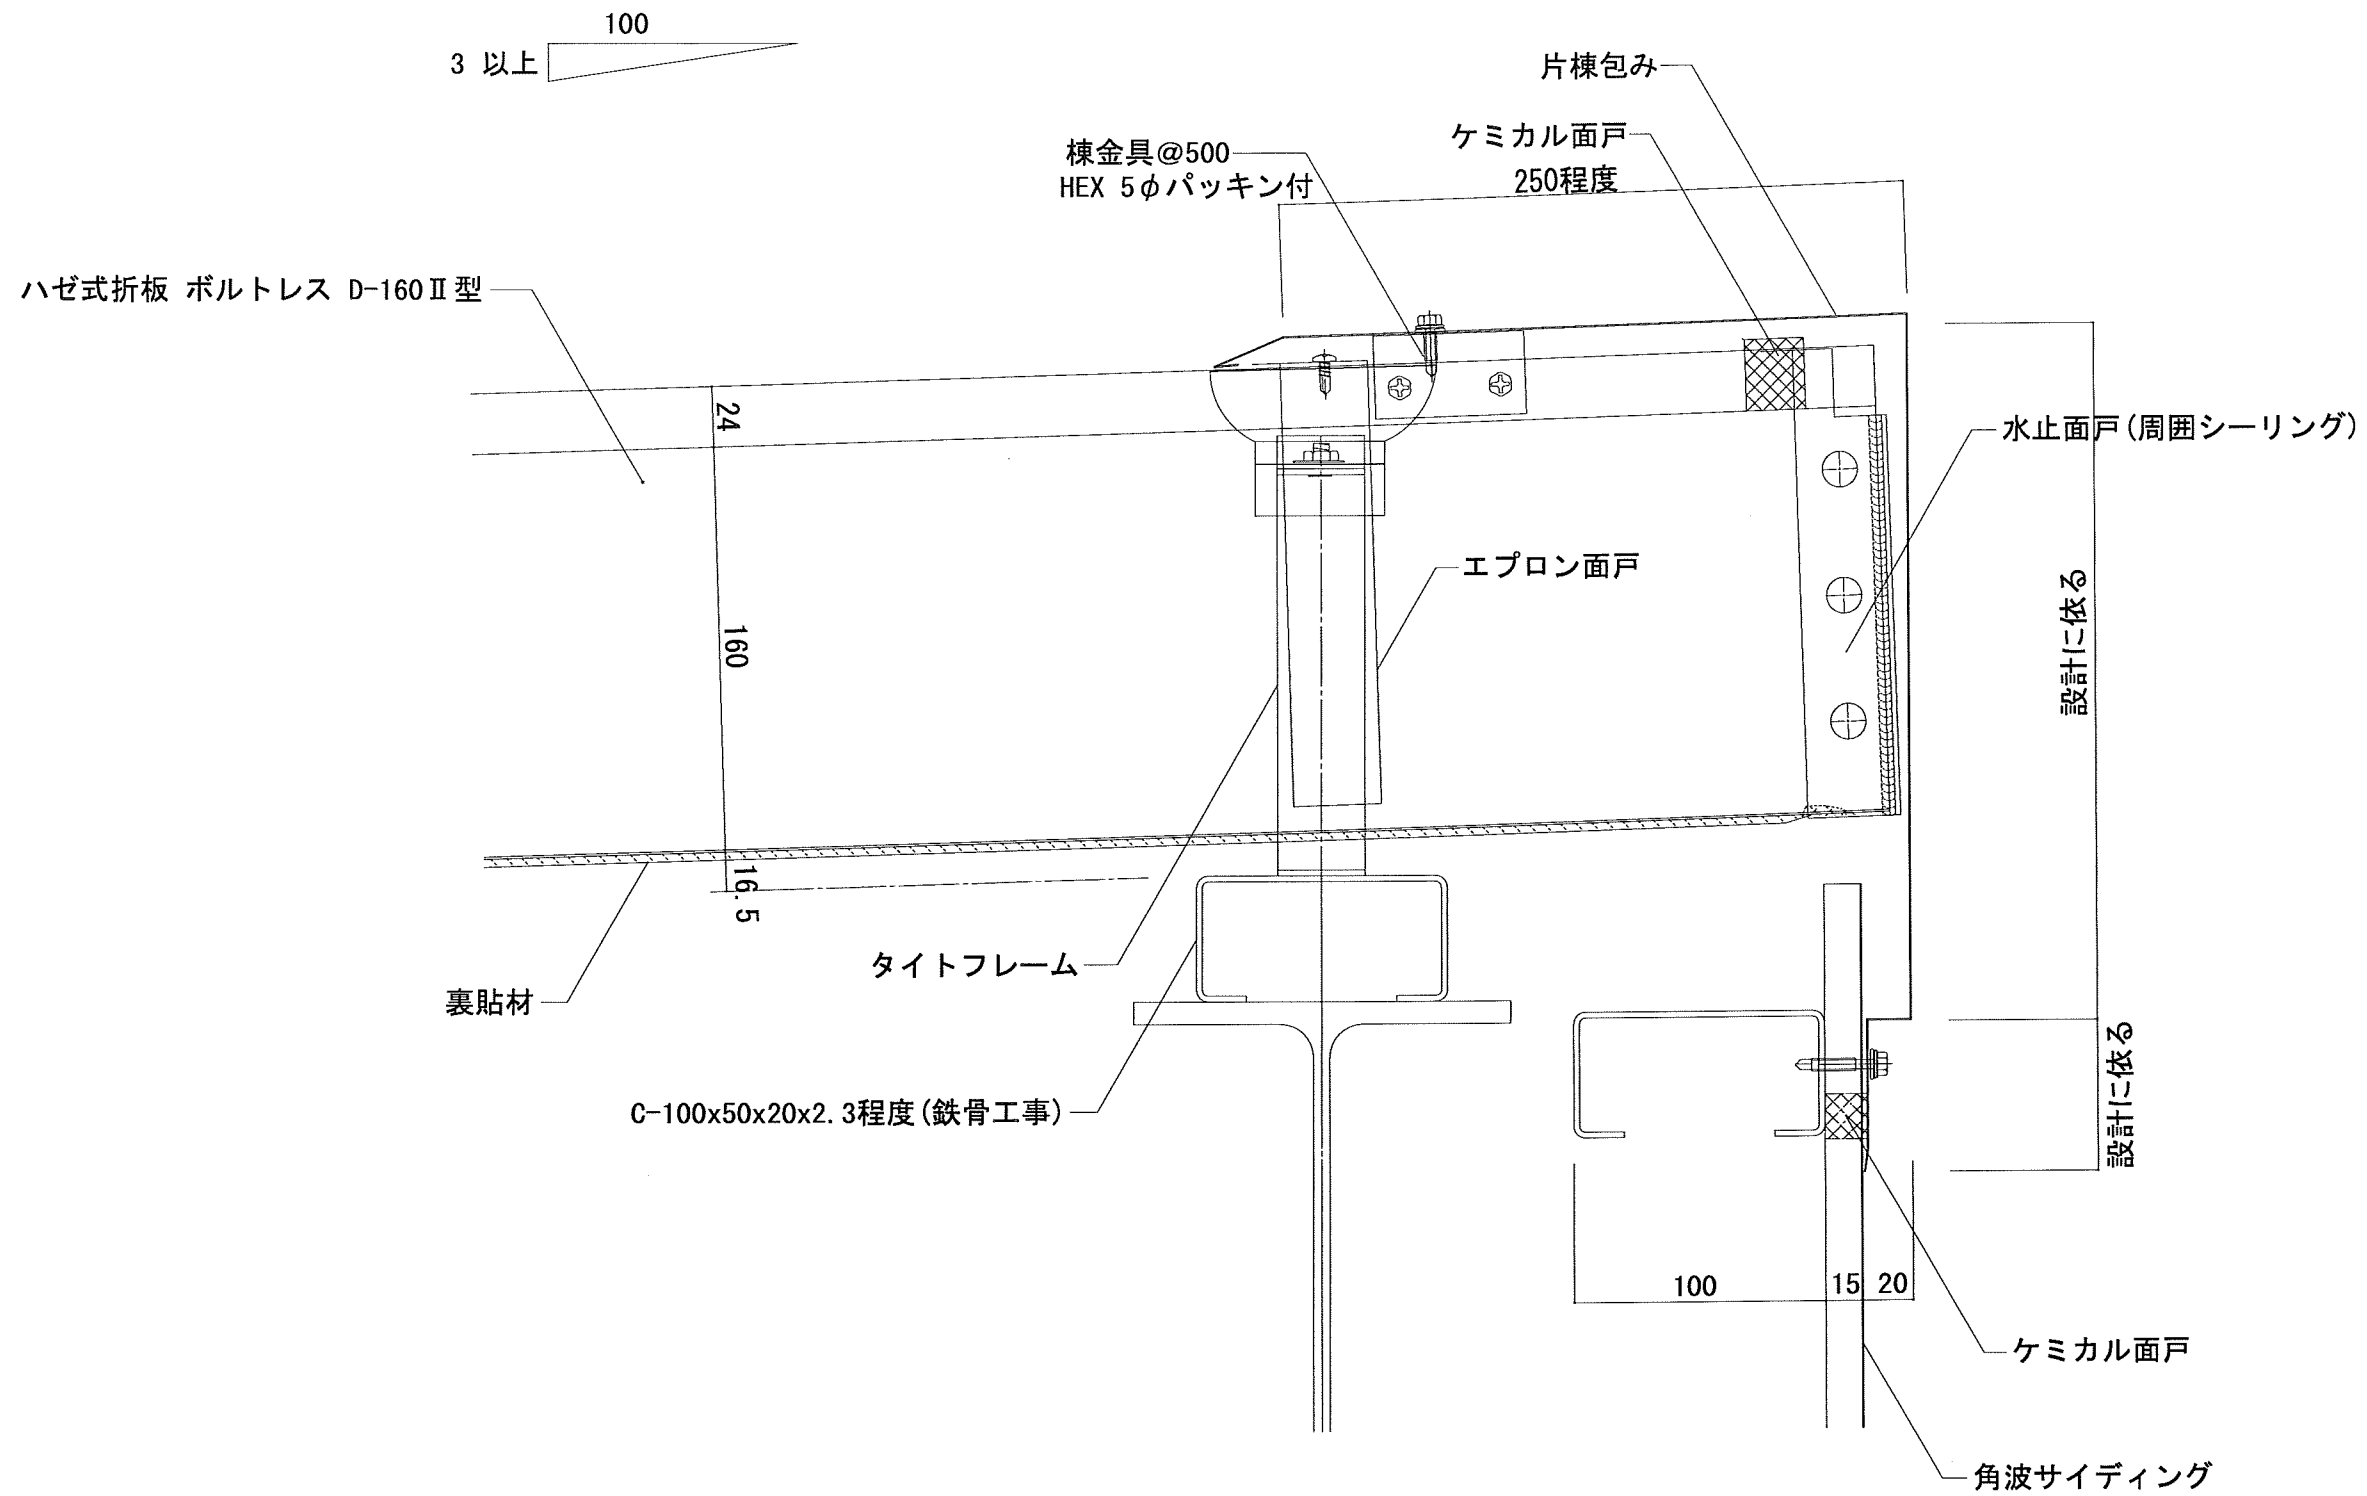 100
3 以上
片棟包み
ケミカル面戸
棟金具@500
HEX 5φパッキン付
250程度
ハゼ式折板 ボルトレス D-160Ⅱ型
24
水止面戸(周囲シーリング)
エプロン面戸
160
設計に依る
16.5
タイトフレーム
裏貼材
C-100x50x20x2.3程度(鉄骨工事)
設計に依る
100
15
20
ケミカル面戸
角波サイディング